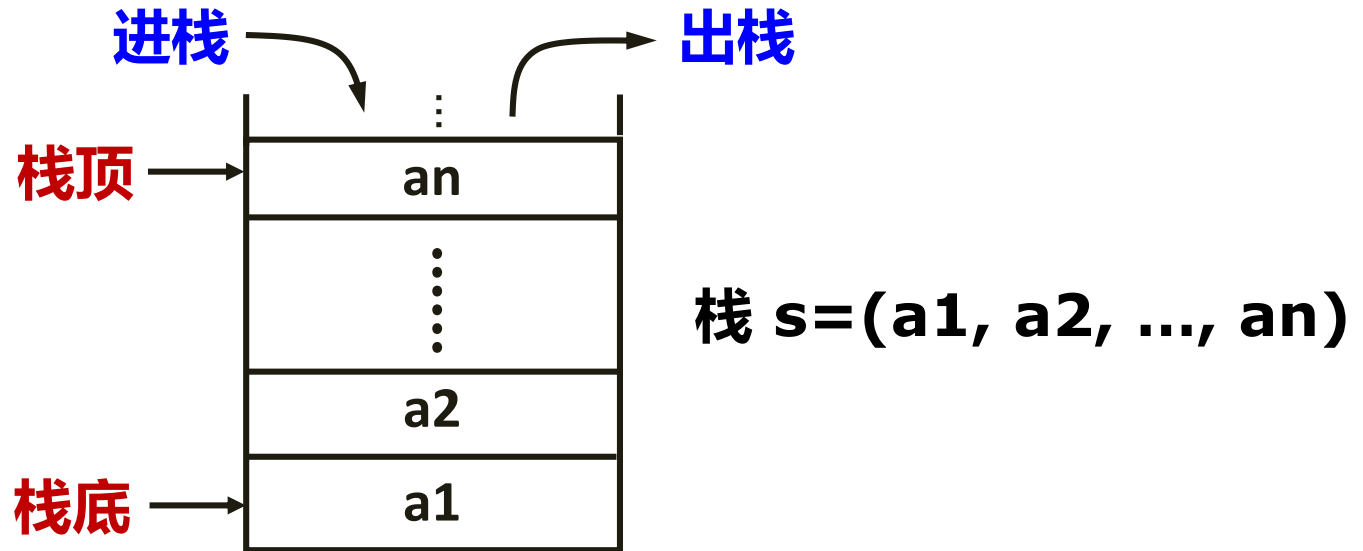 进栈
出栈
栈顶
an
栈 s=(a1, a2, ..., an)
a2
栈底
a1